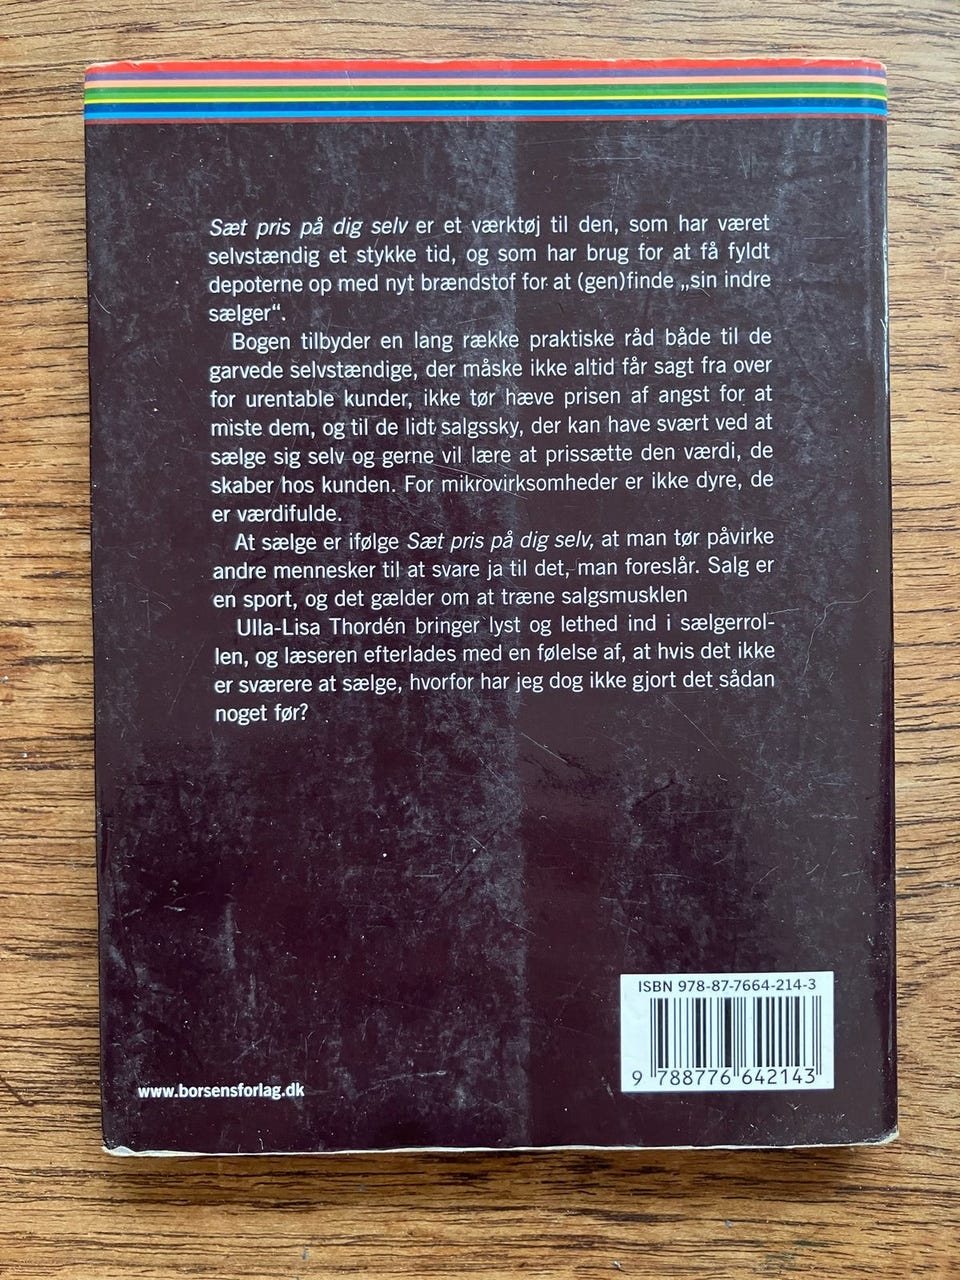 Sæt pris på dig selv er et værktøj til den, som har været
selvstændig et stykke tid, og som har brug for at få fyldt
depoterne op med nyt brændstof for at (gen)finde „sin indre
sælger“.
Bogen tilbyder en lang række praktiske råd både til de
garvede selvstændige, der måske ikke altid får sagt fra over
for urentable kunder, ikke tør hæve prisen af angst for at
miste dem, og til de lidt salgssky, der kan have svært ved at
sælge sig selv og gerne vil lære at prissætte den værdi, de
skaber hos kunden. For mikrovirksomheder er ikke dyre, de
er værdifulde.
At sælge er ifølge Sæt pris på dig selv, at man tør påvirke
andre mennesker til at svare ja til det, man foreslår. Salg er
en sport, og det gælder om at træne salgsmusklen
Ulla-Lisa Thordén bringer lyst og lethed ind i sælgerrol-
len, og læseren efterlades med en følelse af, at hvis det ikke
er sværere at sælge, hvorfor har jeg dog ikke gjort det sådan
noget før?
ISBN 978-87-7664-214-3
9 788776 642143
www.borsensforlag.dk